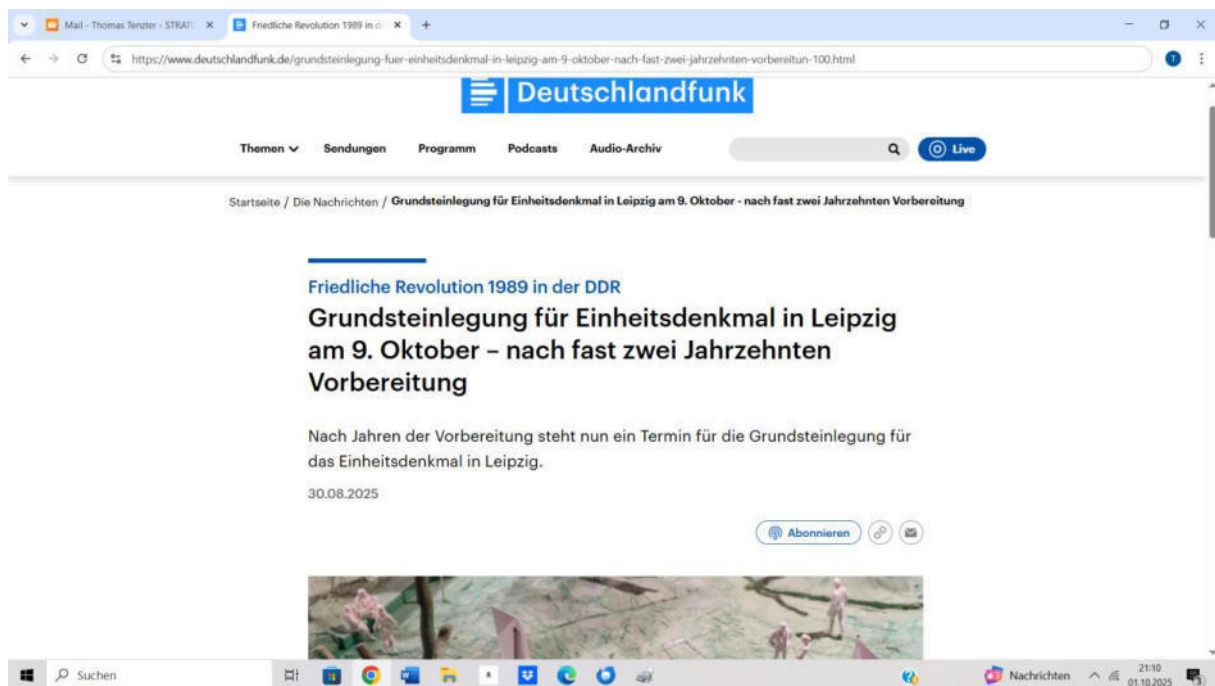 Mail - Thomas Tenzler - STRAT
Friedliche Revolution 1989 in d
https://www.deutschlandfunk.de/grundsteinlegung-fuer-einheitsdenkmal-in-leipzig-am-9-oktober-nach-fast-zwei-jahrzehnten-vorbereitun-100.html
T
Deutschlandfunk
Themen Sendungen Programm Podcasts Audio-Archiv Live
Startseite / Die Nachrichten / Grundsteinlegung für Einheitsdenkmal in Leipzig am 9. Oktober - nach fast zwei Jahrzehnten Vorbereitung
Friedliche Revolution 1989 in der DDR
Grundsteinlegung für Einheitsdenkmal in Leipzig
am 9. Oktober – nach fast zwei Jahrzehnten
Vorbereitung
Nach Jahren der Vorbereitung steht nun ein Termin für die Grundsteinlegung für
das Einheitsdenkmal in Leipzig.
30.08.2025
Abonnieren
Suchen
Nachrichten
21:10
01.10.2025